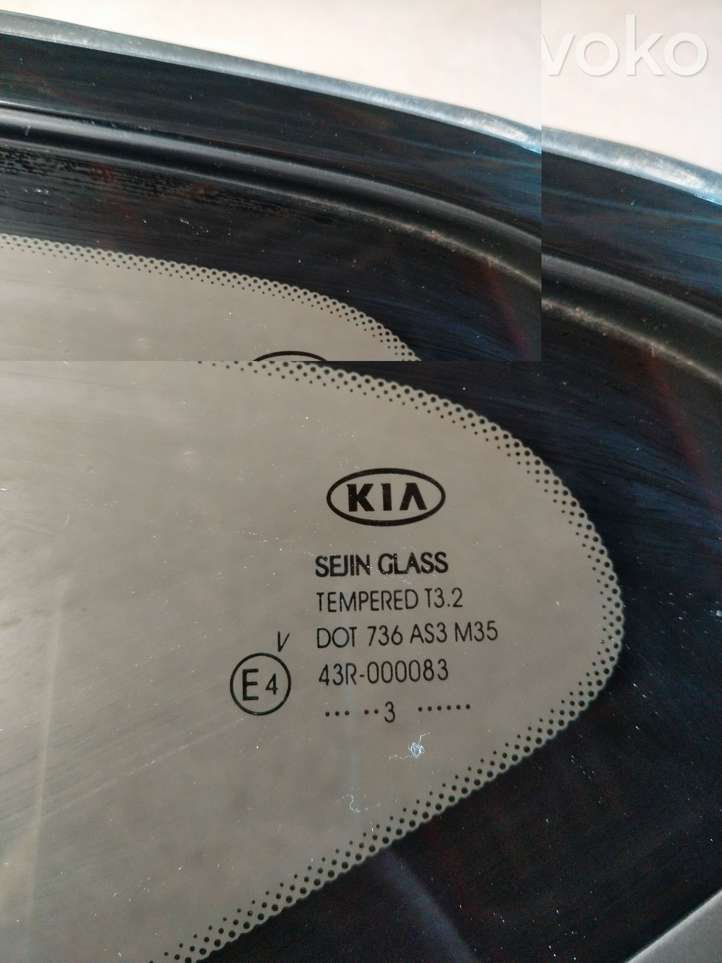 voko
KIA
SEJIN GLASS
TEMPERED T3.2
V DOT 736 AS3 M35
E4 43R-000083
····· ··3 ······